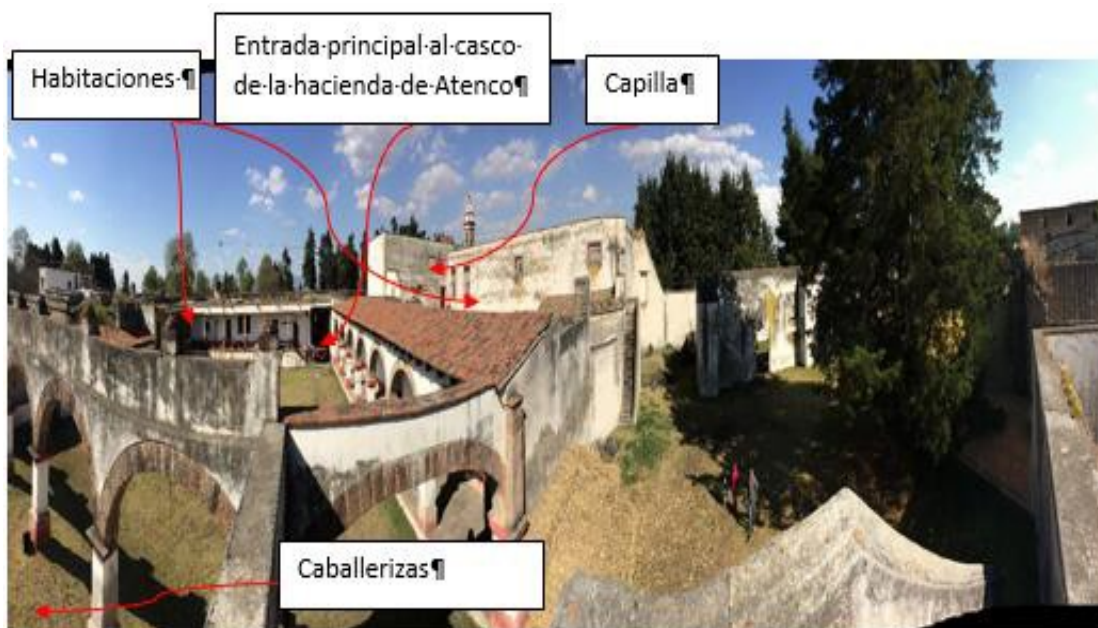 Habitaciones·¶
Entrada·principal·al·casco·
de·la·hacienda·de·Atenco¶
Capilla¶
Caballerizas¶